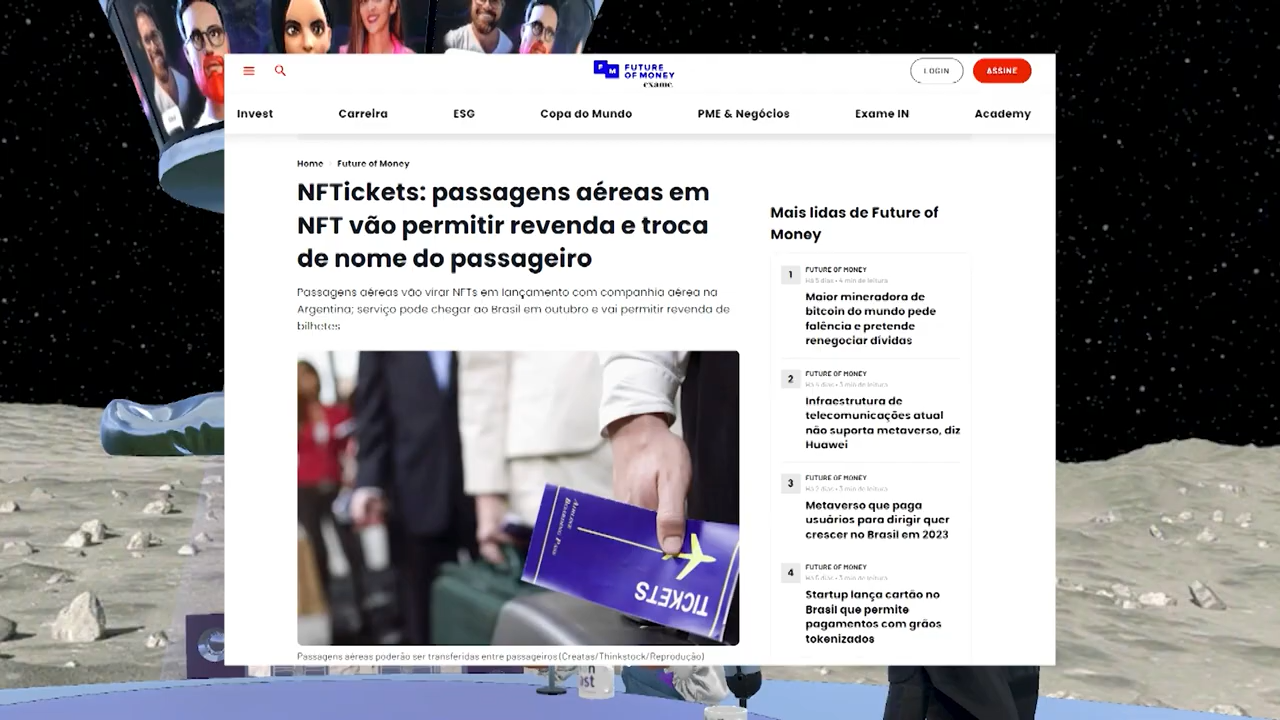 FUTURE
OF MONEY
exame.
LOGIN
ASSINE
Invest
Carreira
ESG
Copa do Mundo
PME & Negócios
Exame IN
Academy
Home
Future of Money
NFTickets: passagens aéreas em
NFT vão permitir revenda e troca
de nome do passageiro
Passagens aéreas vão virar NFTs em lançamento com companhia aérea na
Argentina; serviço pode chegar ao Brasil em outubro e vai permitir revenda de
bilhetes
TICKETS
Passagens aéreas poderão ser transferidas entre passageiros (Creatas/Thinkstock/Reprodução)
Mais lidas de Future of
Money
1
FUTURE OF MONEY
Maior mineradora de
bitcoin do mundo pede
falência e pretende
renegociar dívidas
2
FUTURE OF MONEY
Infraestrutura de
telecomunicações atual
não suporta metaverso, diz
Huawei
3
FUTURE OF MONEY
Metaverso que paga
usuários para dirigir quer
crescer no Brasil em 2023
4
FUTURE OF MONEY
Startup lança cartão no
Brasil que permite
pagamentos com grãos
tokenizados